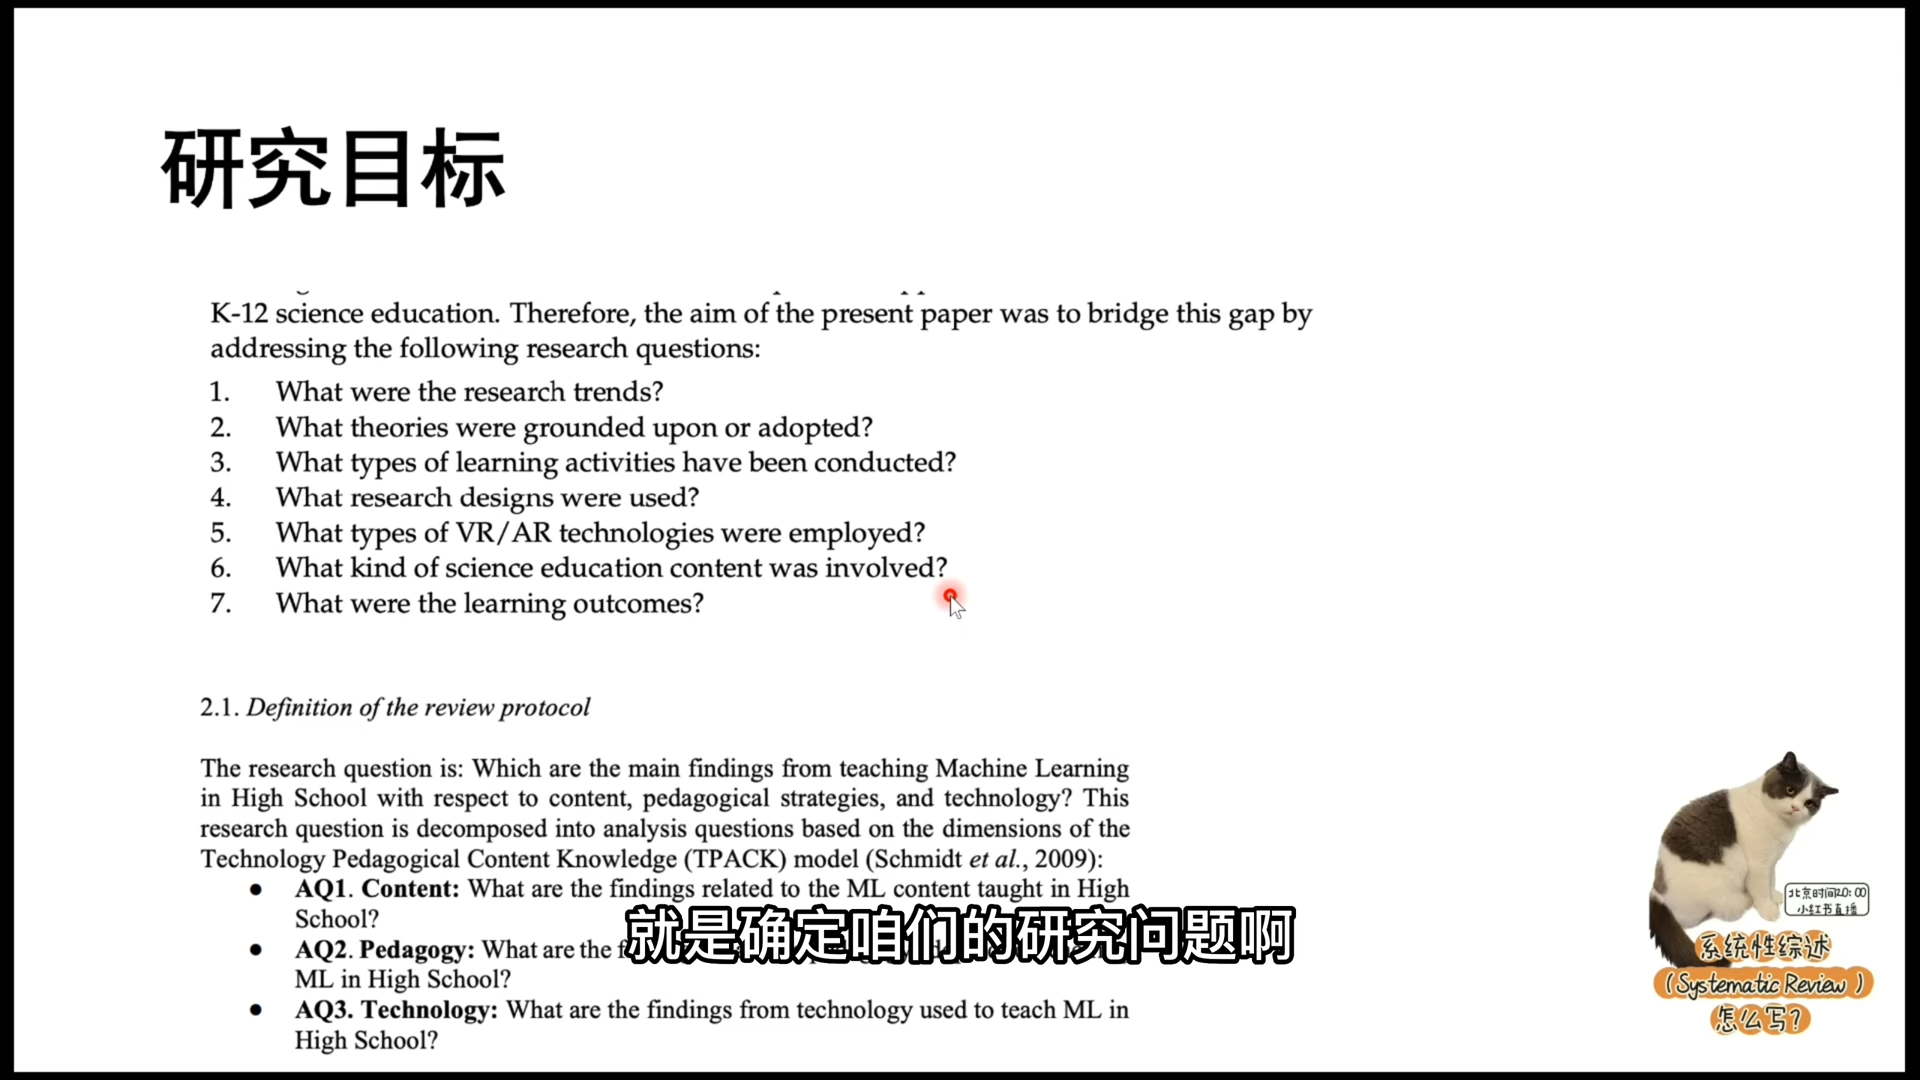 研究目标
K-12 science education. Therefore, the aim of the present paper was to bridge this gap by
addressing the following research questions:
1. What were the research trends?
2. What theories were grounded upon or adopted?
3. What types of learning activities have been conducted?
4. What research designs were used?
5. What types of VR/AR technologies were employed?
6. What kind of science education content was involved?
7. What were the learning outcomes?
2.1. Definition of the review protocol
The research question is: Which are the main findings from teaching Machine Learning
in High School with respect to content, pedagogical strategies, and technology? This
research question is decomposed into analysis questions based on the dimensions of the
Technology Pedagogical Content Knowledge (TPACK) model (Schmidt et al., 2009):
● AQ1. Content: What are the findings related to the ML content taught in High
School?
● AQ2. Pedagogy: What are the
ML in High School?
● AQ3. Technology: What are the findings from technology used to teach ML in
High School?
就是确定咱们的研究问题啊
北京时间20:00
小红书直播
系统性综述
(Systematic Review)
怎么写?